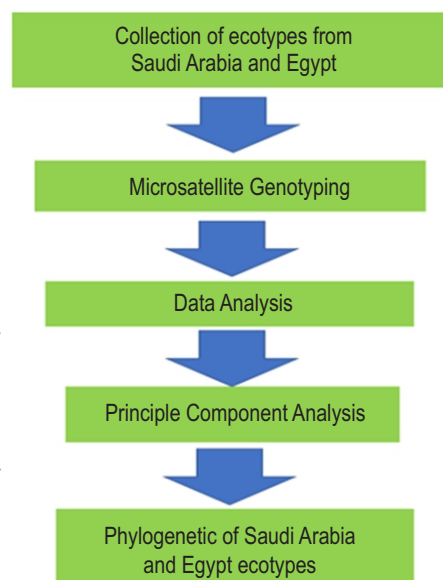 Collection of ecotypes from
Saudi Arabia and Egypt
Microsatellite Genotyping
Data Analysis
Principle Component Analysis
Phylogenetic of Saudi Arabia
and Egypt ecotypes